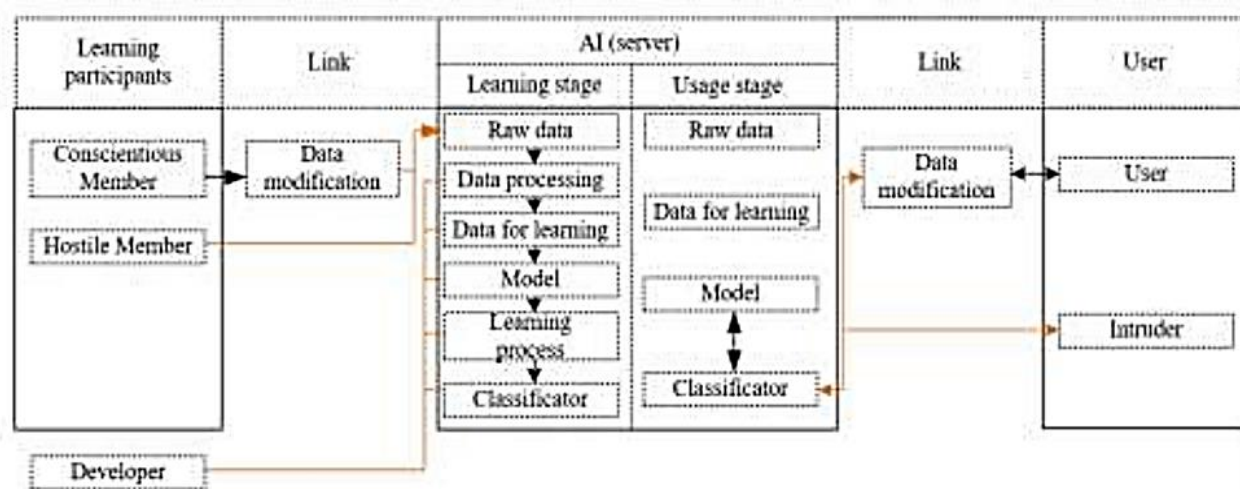 Learning
participants
Link
AI (server)
Learning stage
Usage stage
Link
User
Conscientious
Member
Hostile Member
Developer
Data
modification
Raw data
Data processing
Data for learning
Model
Learning
process
Classificator
Raw data
Data for learning
Model
Classificator
Data
modification
User
Intruder